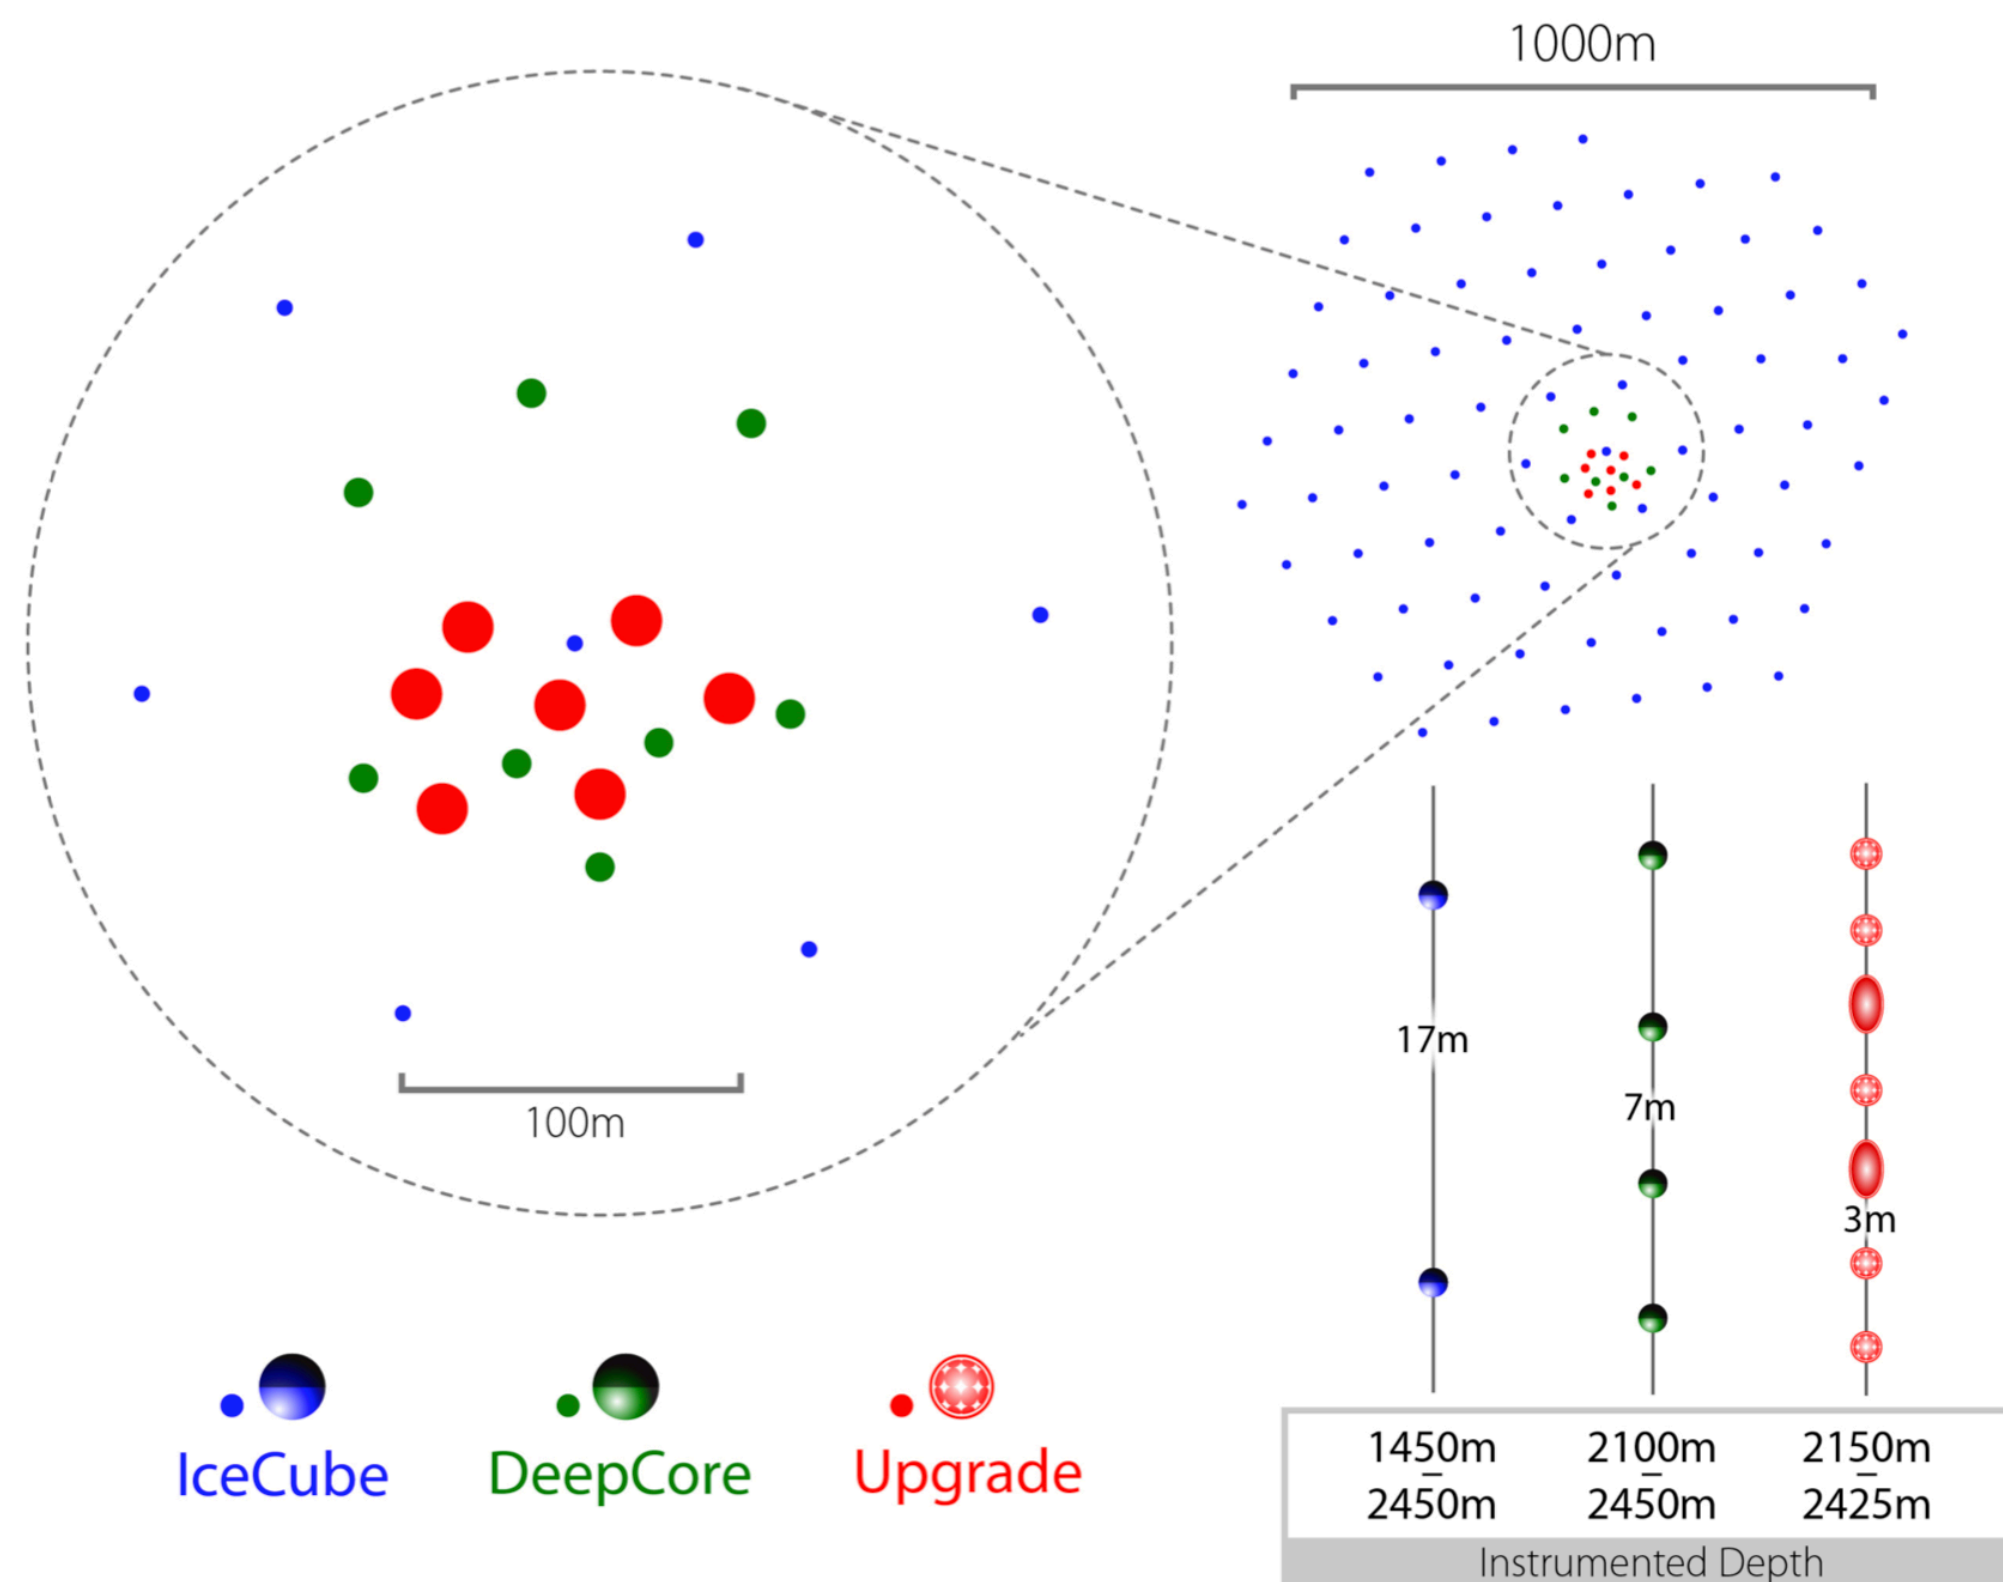 1000m
100m
17m
7m
3m
IceCube
DeepCore
Upgrade
1450m
–
2450m
2100m
–
2450m
2150m
–
2425m
Instrumented Depth